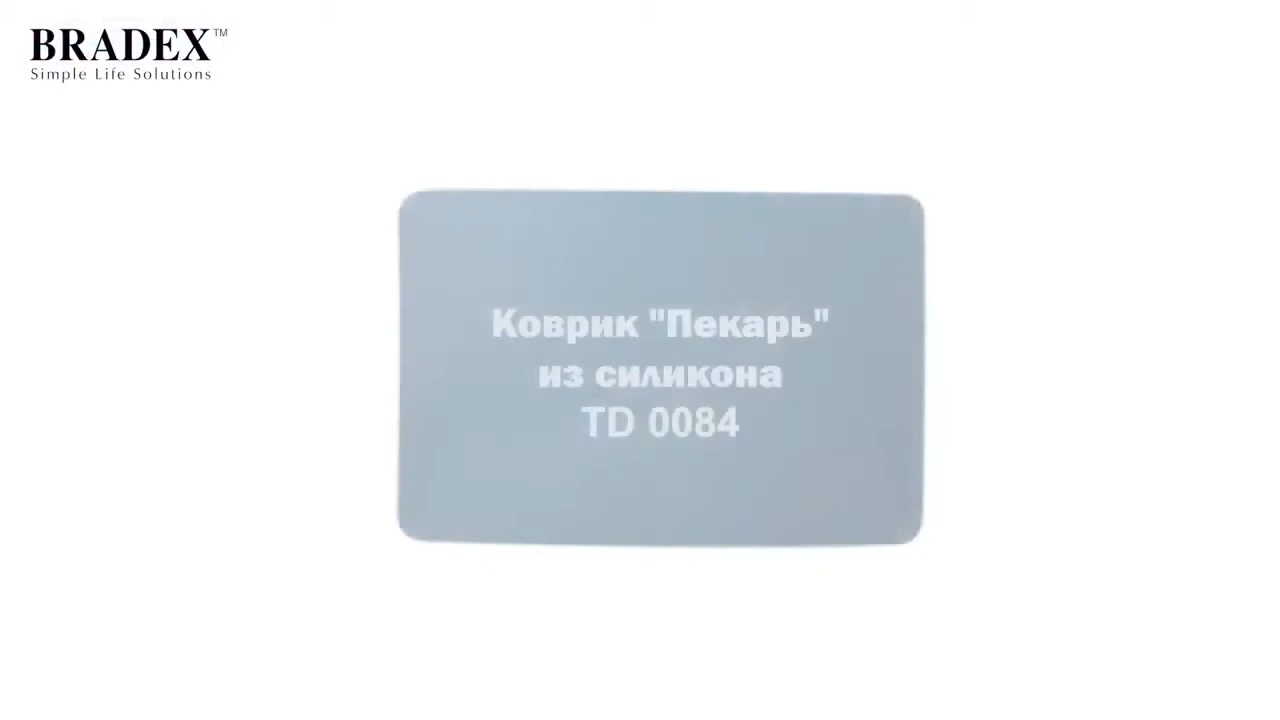 BRADEX™
Simple Life Solutions
Коврик "Пекарь"
из силикона
TD 0084